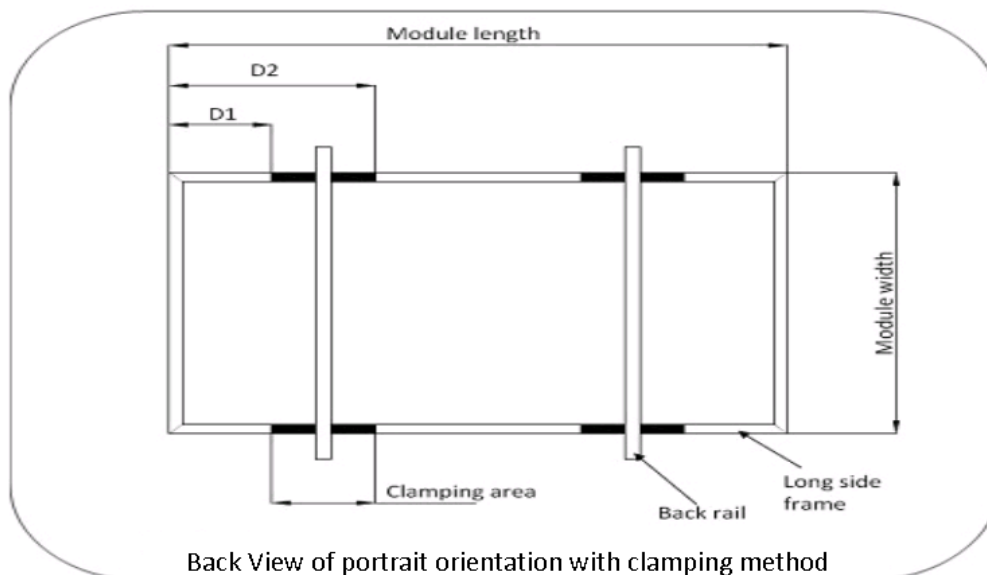 Module length
D2
D1
Module width
Clamping area
Long side
frame
Back rail
Back View of portrait orientation with clamping method